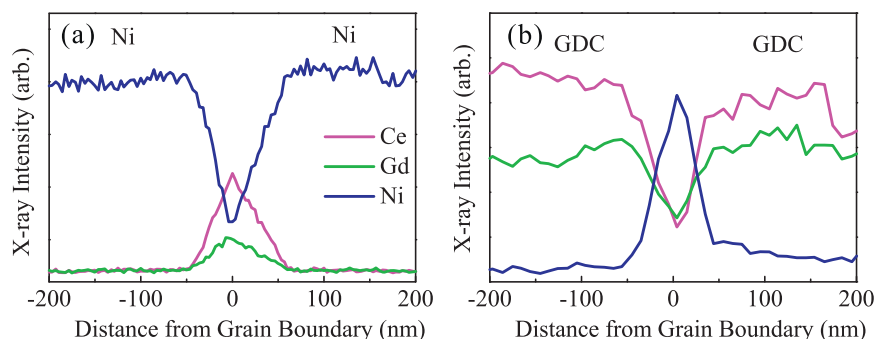 (a)
Ni
Ni
Ce
Gd
Ni
X-ray Intensity (arb.)
-200
-100
0
100
200
Distance from Grain Boundary (nm)
(b)
GDC
GDC
X-ray Intensity (arb.)
-200
-100
0
100
200
Distance from Grain Boundary (nm)